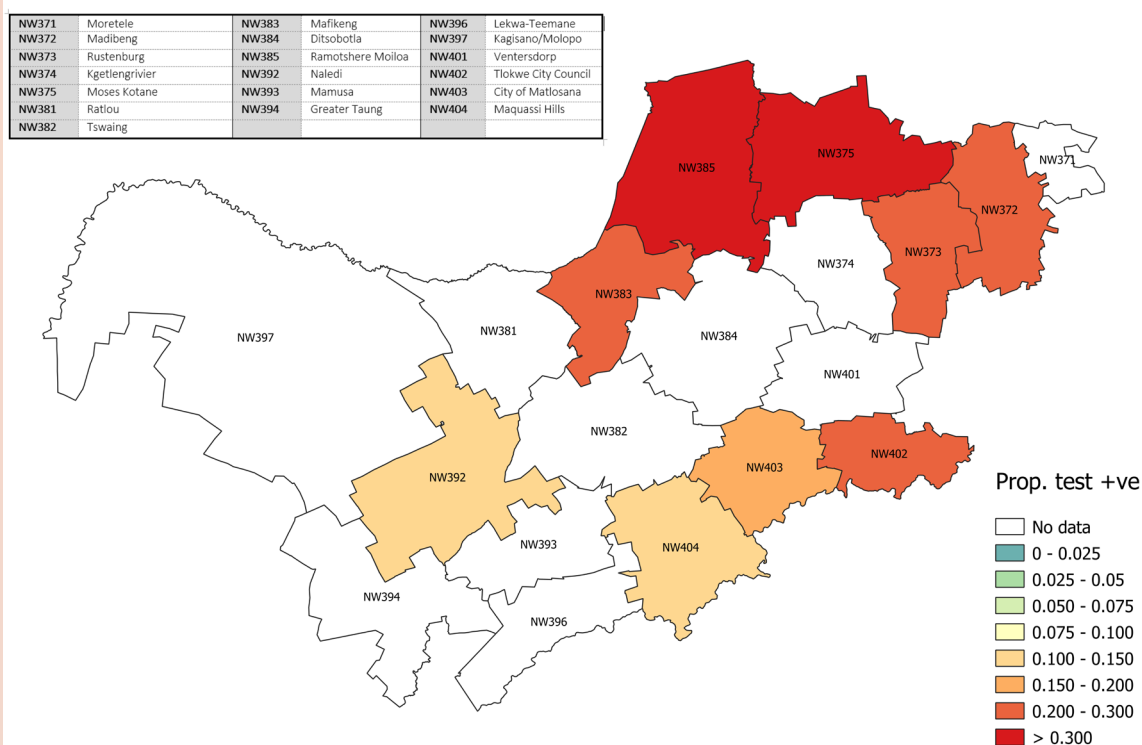 NW371 Moretele NW383 Mafikeng NW396 Lekwa-Teemane
NW372 Madibeng NW384 Ditsobotla NW397 Kagisano/Molopo
NW373 Rustenburg NW385 Ramotshere Moiloa NW401 Ventersdorp
NW374 Kgetlengrivier NW392 Naledi NW402 Tlokwe City Council
NW375 Moses Kotane NW393 Mamusa NW403 City of Matlosana
NW381 Ratlou NW394 Greater Taung NW404 Maquassi Hills
NW382 Tswaing
NW371
NW375
NW385
NW372
NW373
NW374
NW383
NW381
NW384
NW397
NW401
NW382
NW402
NW403
NW392
NW393
NW404
NW394
NW396
Prop. test +ve
No data
0 - 0.025
0.025 - 0.05
0.050 - 0.075
0.075 - 0.100
0.100 - 0.150
0.150 - 0.200
0.200 - 0.300
> 0.300